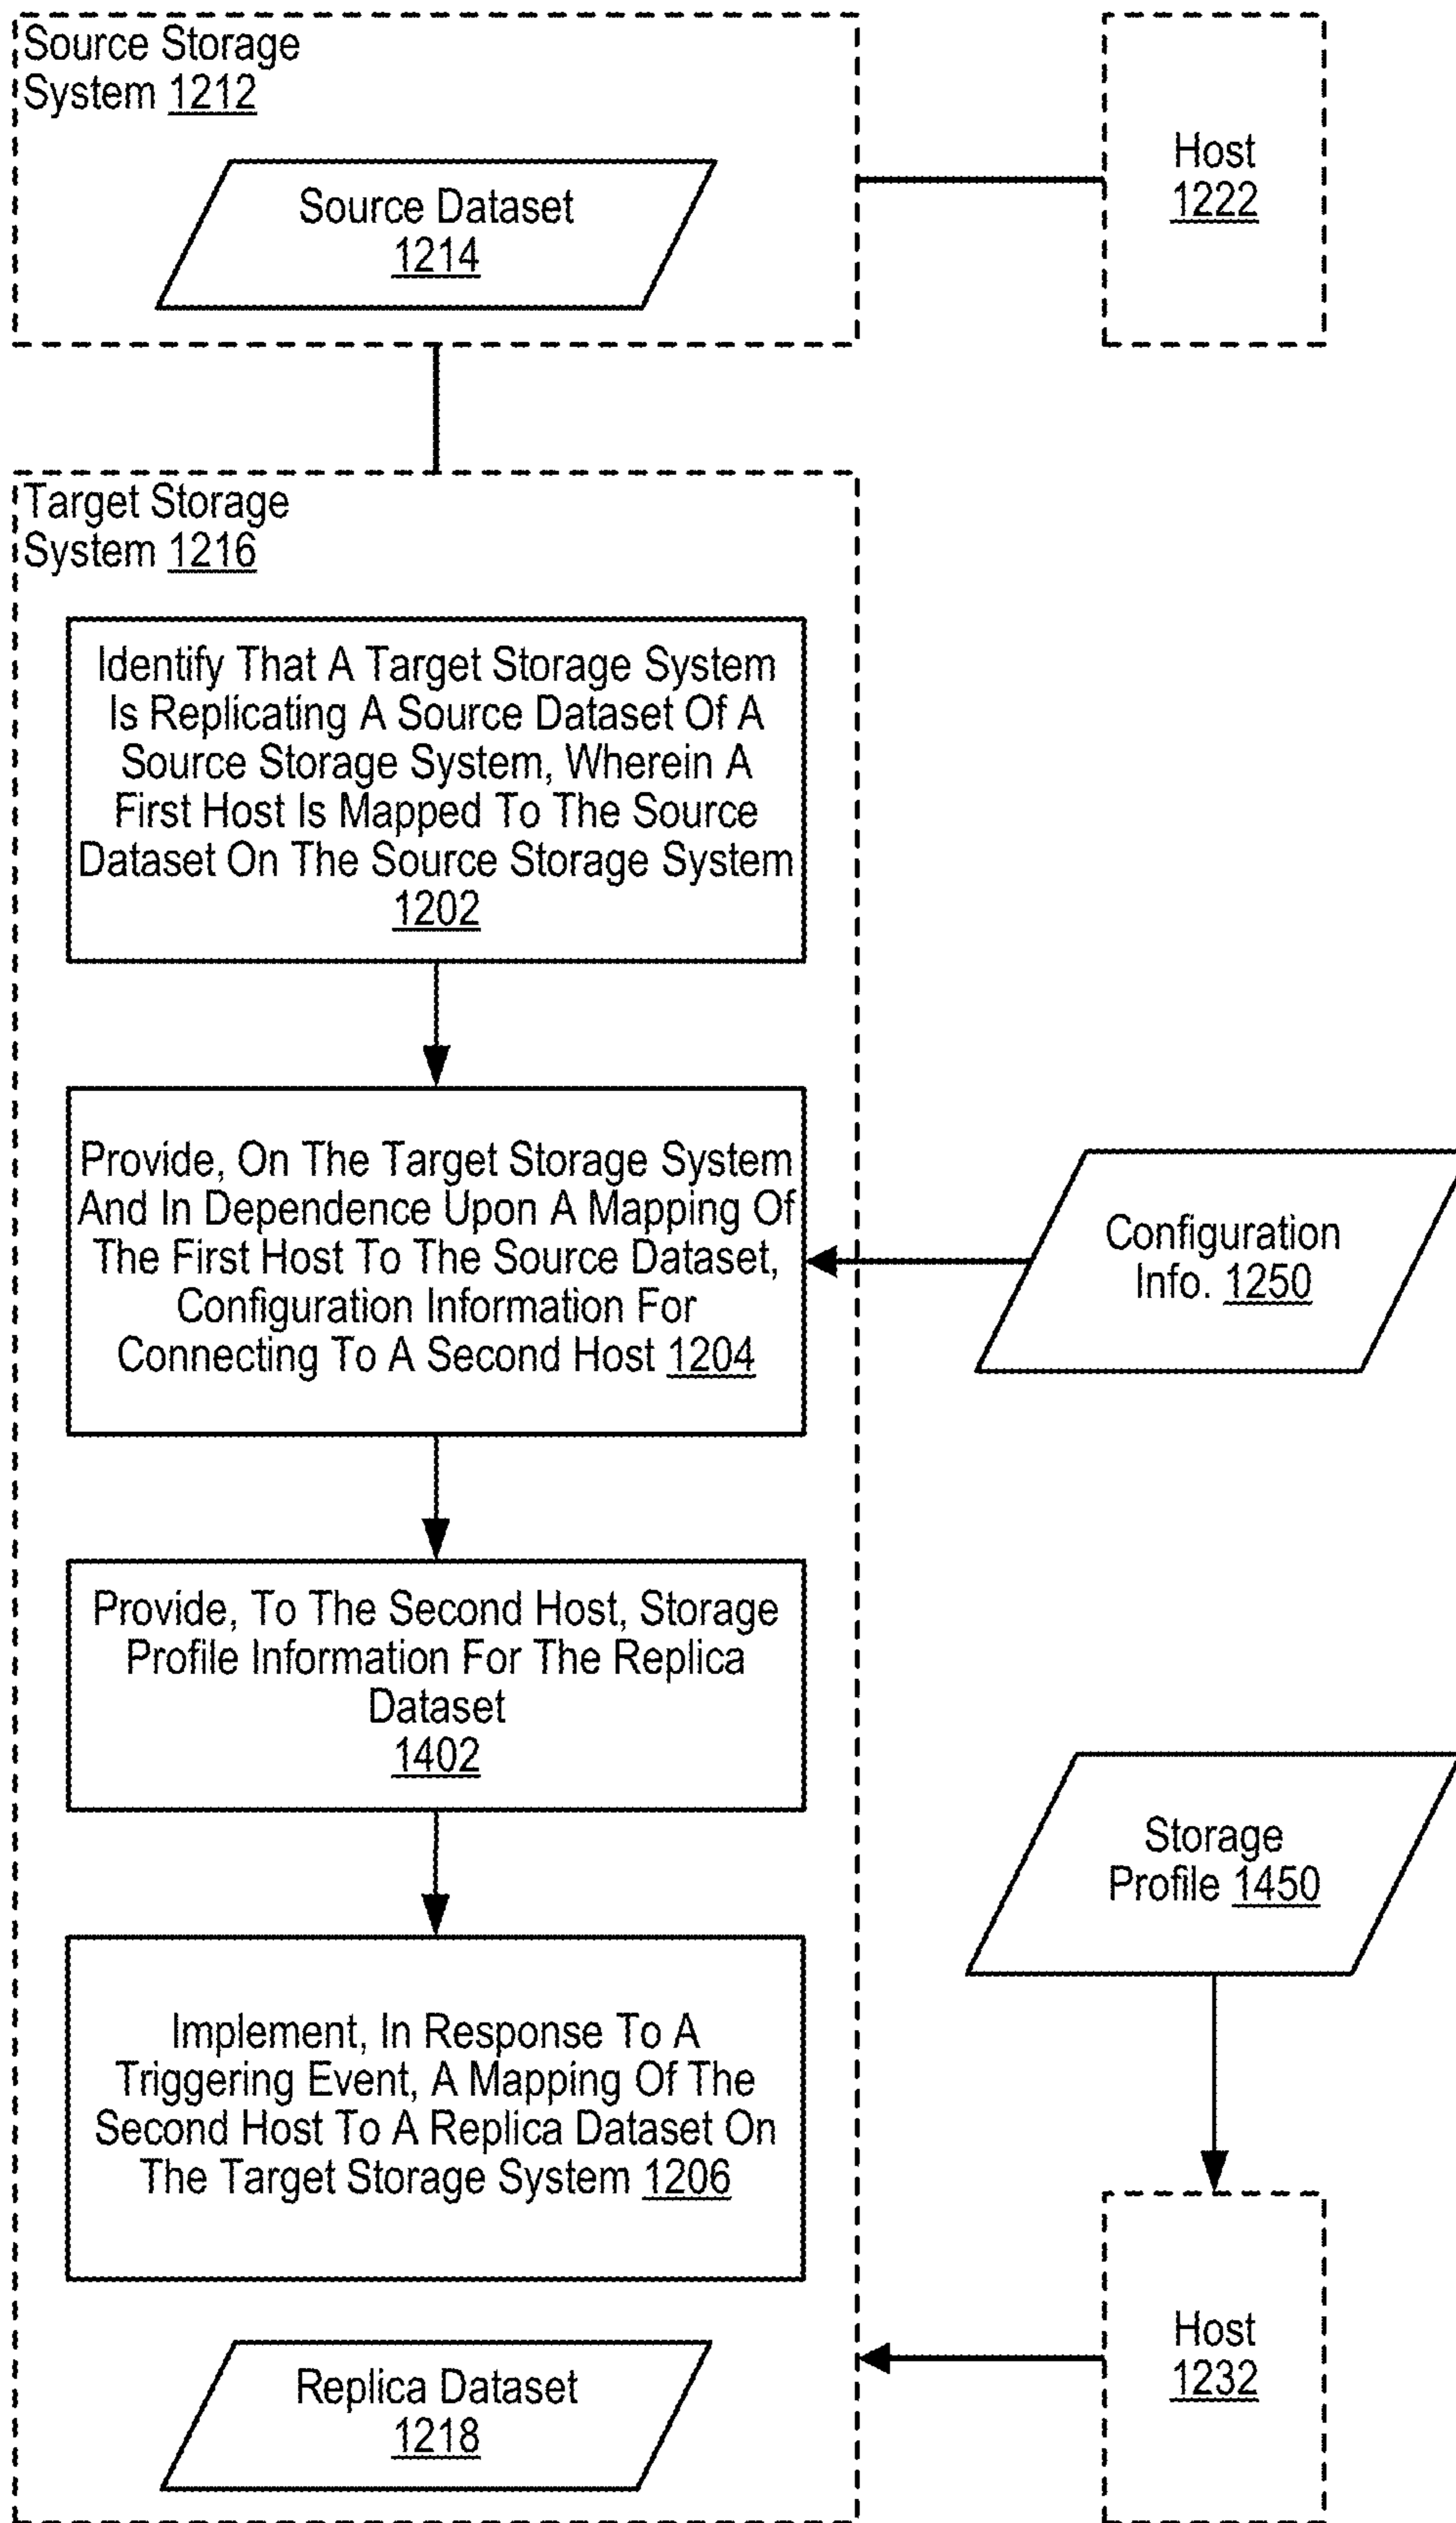 Source Storage
System 1212
Source Dataset
1214
Host
1222
Target Storage
System 1216
Identify That A Target Storage System
Is Replicating A Source Dataset Of A
Source Storage System, Wherein A
First Host Is Mapped To The Source
Dataset On The Source Storage System
1202
Provide, On The Target Storage System
And In Dependence Upon A Mapping Of
The First Host To The Source Dataset,
Configuration Information For
Connecting To A Second Host 1204
Configuration
Info. 1250
Provide, To The Second Host, Storage
Profile Information For The Replica
Dataset
1402
Storage
Profile 1450
Implement, In Response To A
Triggering Event, A Mapping Of The
Second Host To A Replica Dataset On
The Target Storage System 1206
Host
1232
Replica Dataset
1218